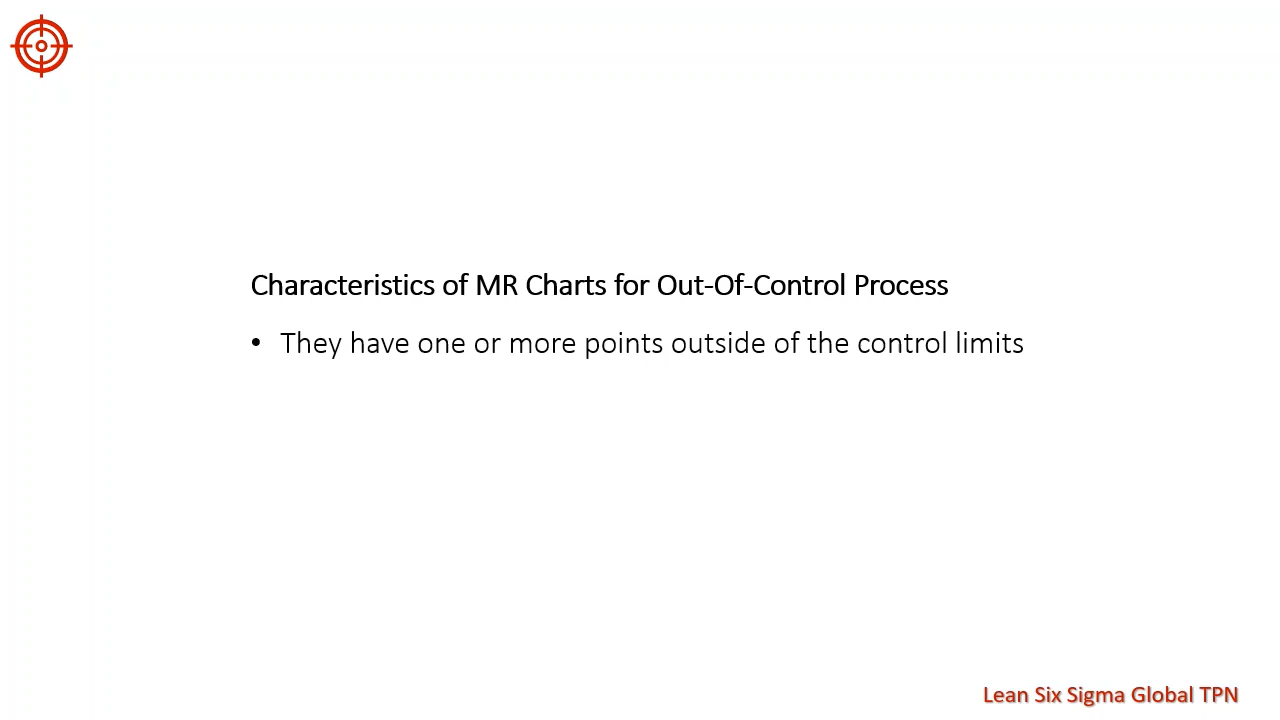 Characteristics of MR Charts for Out-Of-Control Process
• They have one or more points outside of the control limits
Lean Six Sigma Global TPN